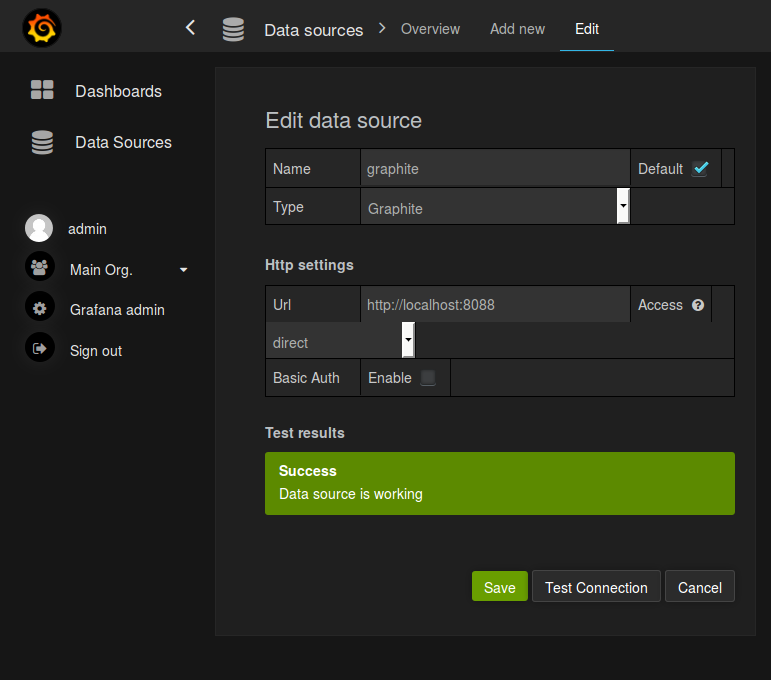 Data sources > Overview Add new Edit
Dashboards
Data Sources
admin
Main Org.
Grafana admin
Sign out
Edit data source
Name graphite Default
Type Graphite
Http settings
Url http://localhost:8088 Access ?
direct
Basic Auth Enable
Test results
Success
Data source is working
Save Test Connection Cancel